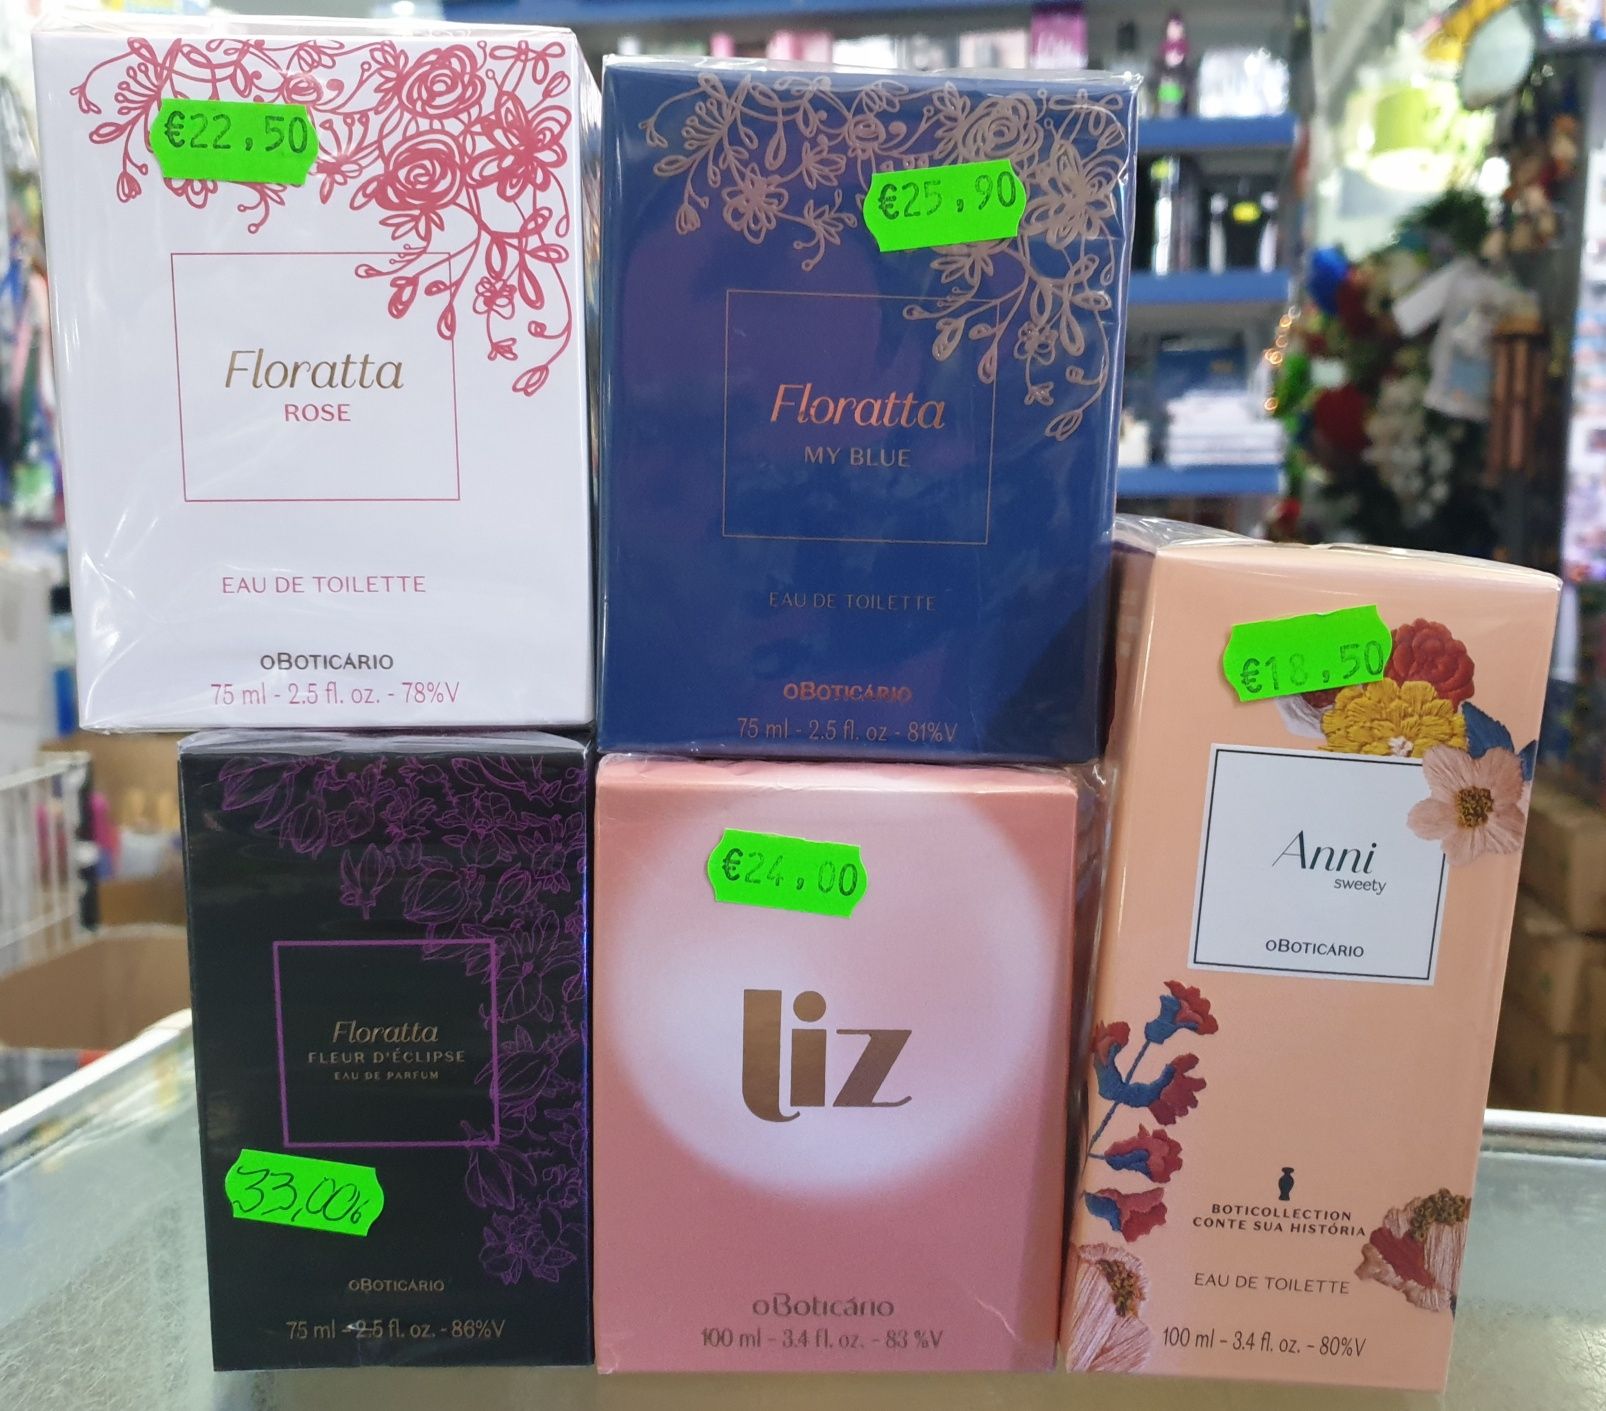 €22,50
Floratta
ROSE
EAU DE TOILETTE
oBOTICÁRIO
75 ml - 2.5 fl. oz. - 78%V
€25,90
Floratta
MY BLUE
EAU DE TOILETTE
oBOTICÁRIO
75 ml - 2.5 fl. oz - 81%V
Floratta
FLEUR D'ÉCLIPSE
EAU DE PARFUM
33,00€
oBOTICÁRIO
75 ml - 2.5 fl. oz. - 86%V
€24,00
liz
oBoticário
100 ml - 3.4 fl. oz. - 83 %V
€18,50
Anni
sweety
oBOTICÁRIO
BOTICOLLECTION
CONTE SUA HISTÓRIA
EAU DE TOILETTE
100 ml - 3.4 fl. oz. - 80%V